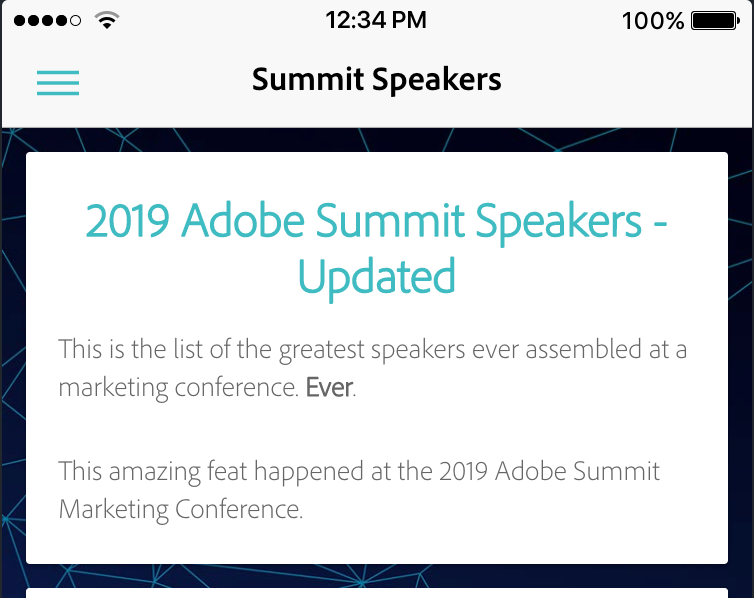 12:34 PM 100%
Summit Speakers
2019 Adobe Summit Speakers -
Updated
This is the list of the greatest speakers ever assembled at a
marketing conference. Ever.
This amazing feat happened at the 2019 Adobe Summit
Marketing Conference.